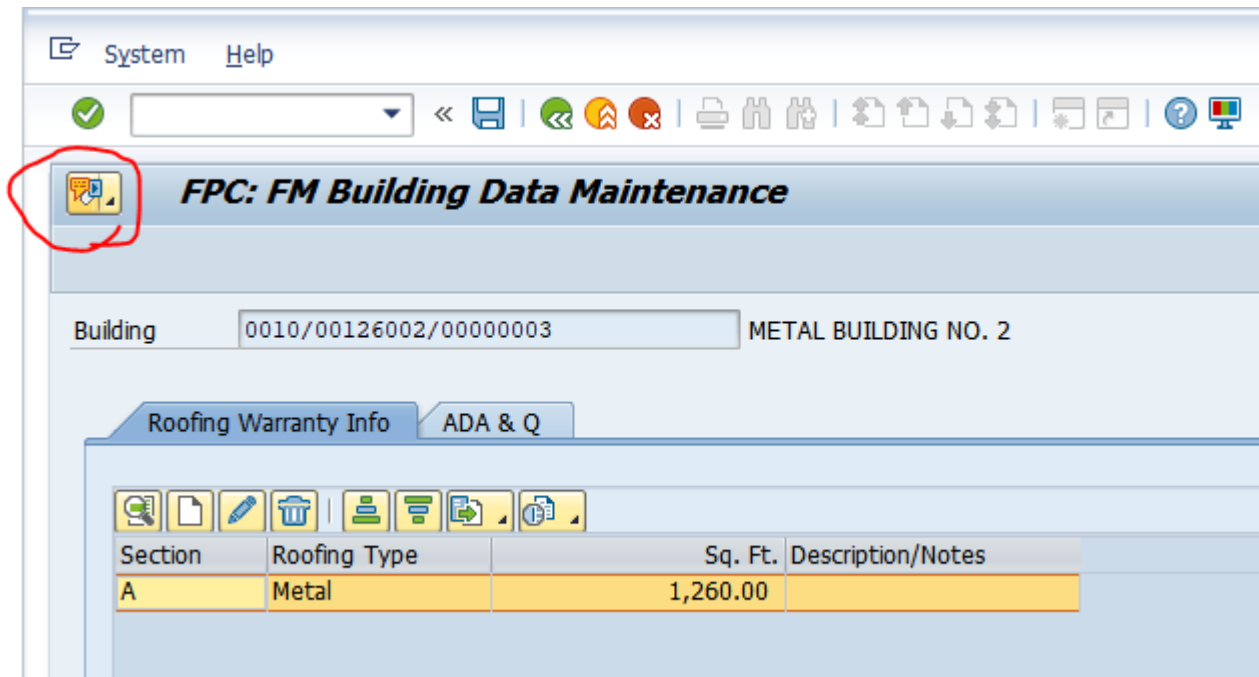 System Help
FPC: FM Building Data Maintenance
Building 0010/00126002/00000003 METAL BUILDING NO. 2
Roofing Warranty Info ADA & Q
Section Roofing Type Sq. Ft. Description/Notes
A Metal 1,260.00